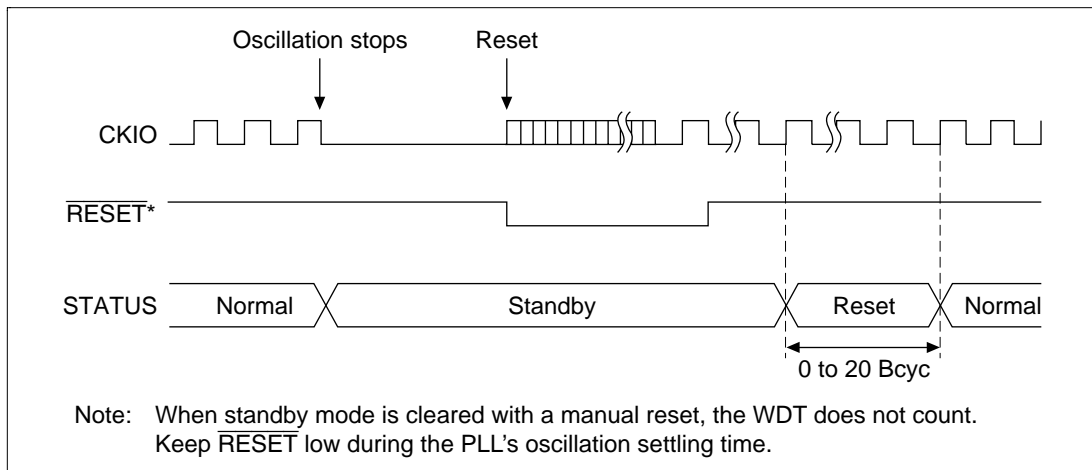 Oscillation stops Reset
CKIO
RESET*
STATUS Normal Standby Reset Normal
0 to 20 Bcyc
Note: When standby mode is cleared with a manual reset, the WDT does not count.
Keep RESET low during the PLL's oscillation settling time.